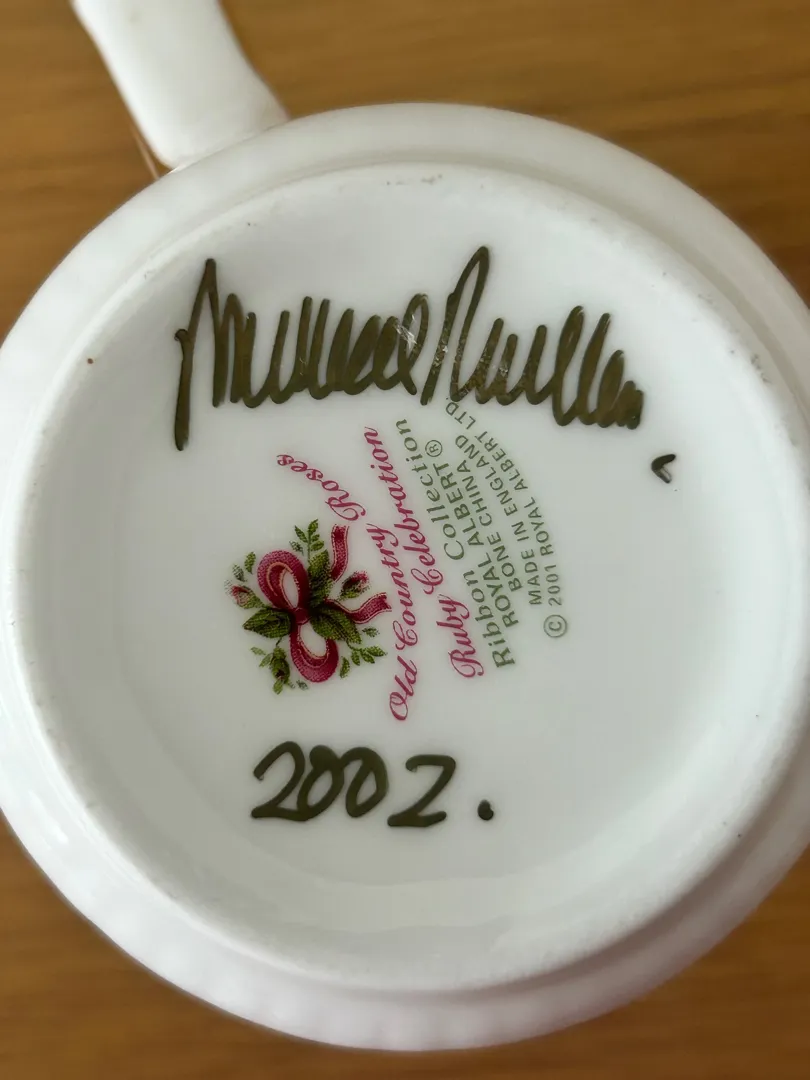 Old Country Roses
Ruby Celebration
Ribbon Collection
ROYAL ALBERT®
BONE CHINA
MADE IN ENGLAND
© 2001 ROYAL ALBERT LTD.
2002.